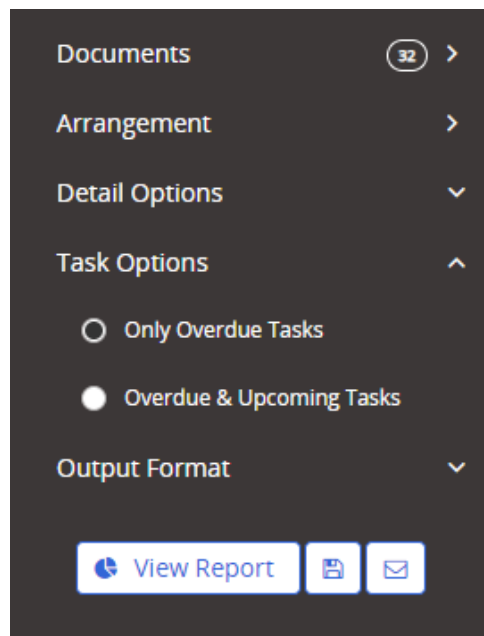 Documents 32
Arrangement
Detail Options
Task Options
Only Overdue Tasks
Overdue & Upcoming Tasks
Output Format
View Report